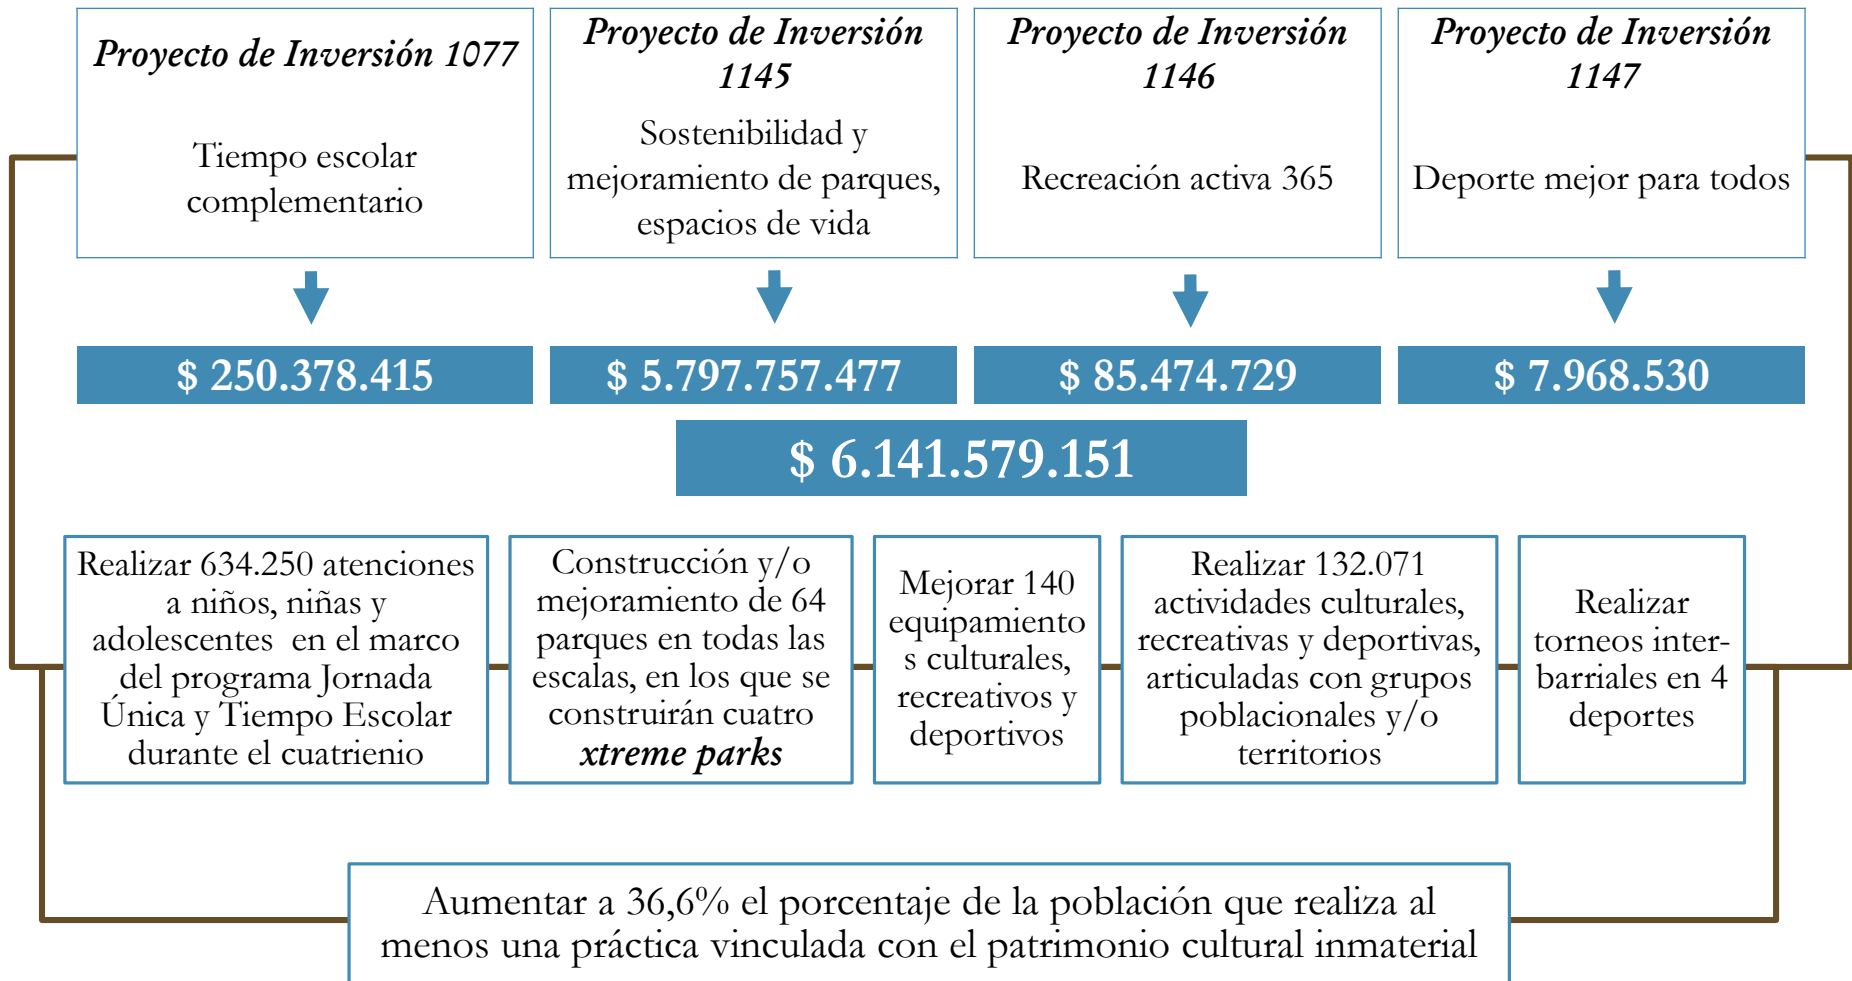 Proyecto de Inversión 1077
Tiempo escolar
complementario
Proyecto de Inversión
1145
Sostenibilidad y
mejoramiento de parques,
espacios de vida
Proyecto de Inversión
1146
Recreación activa 365
Proyecto de Inversión
1147
Deporte mejor para todos
$ 250.378.415
$ 5.797.757.477
$ 85.474.729
$ 7.968.530
$ 6.141.579.151
Realizar 634.250 atenciones
a niños, niñas y
adolescentes en el marco
del programa Jornada
Única y Tiempo Escolar
durante el cuatrienio
Construcción y/o
mejoramiento de 64
parques en todas las
escalas, en los que se
construirán cuatro
xtreme parks
Mejorar 140
equipamiento
s culturales,
recreativos y
deportivos
Realizar 132.071
actividades culturales,
recreativas y deportivas,
articuladas con grupos
poblacionales y/o
territorios
Realizar
torneos inter-
barriales en 4
deportes
Aumentar a 36,6% el porcentaje de la población que realiza al
menos una práctica vinculada con el patrimonio cultural inmaterial